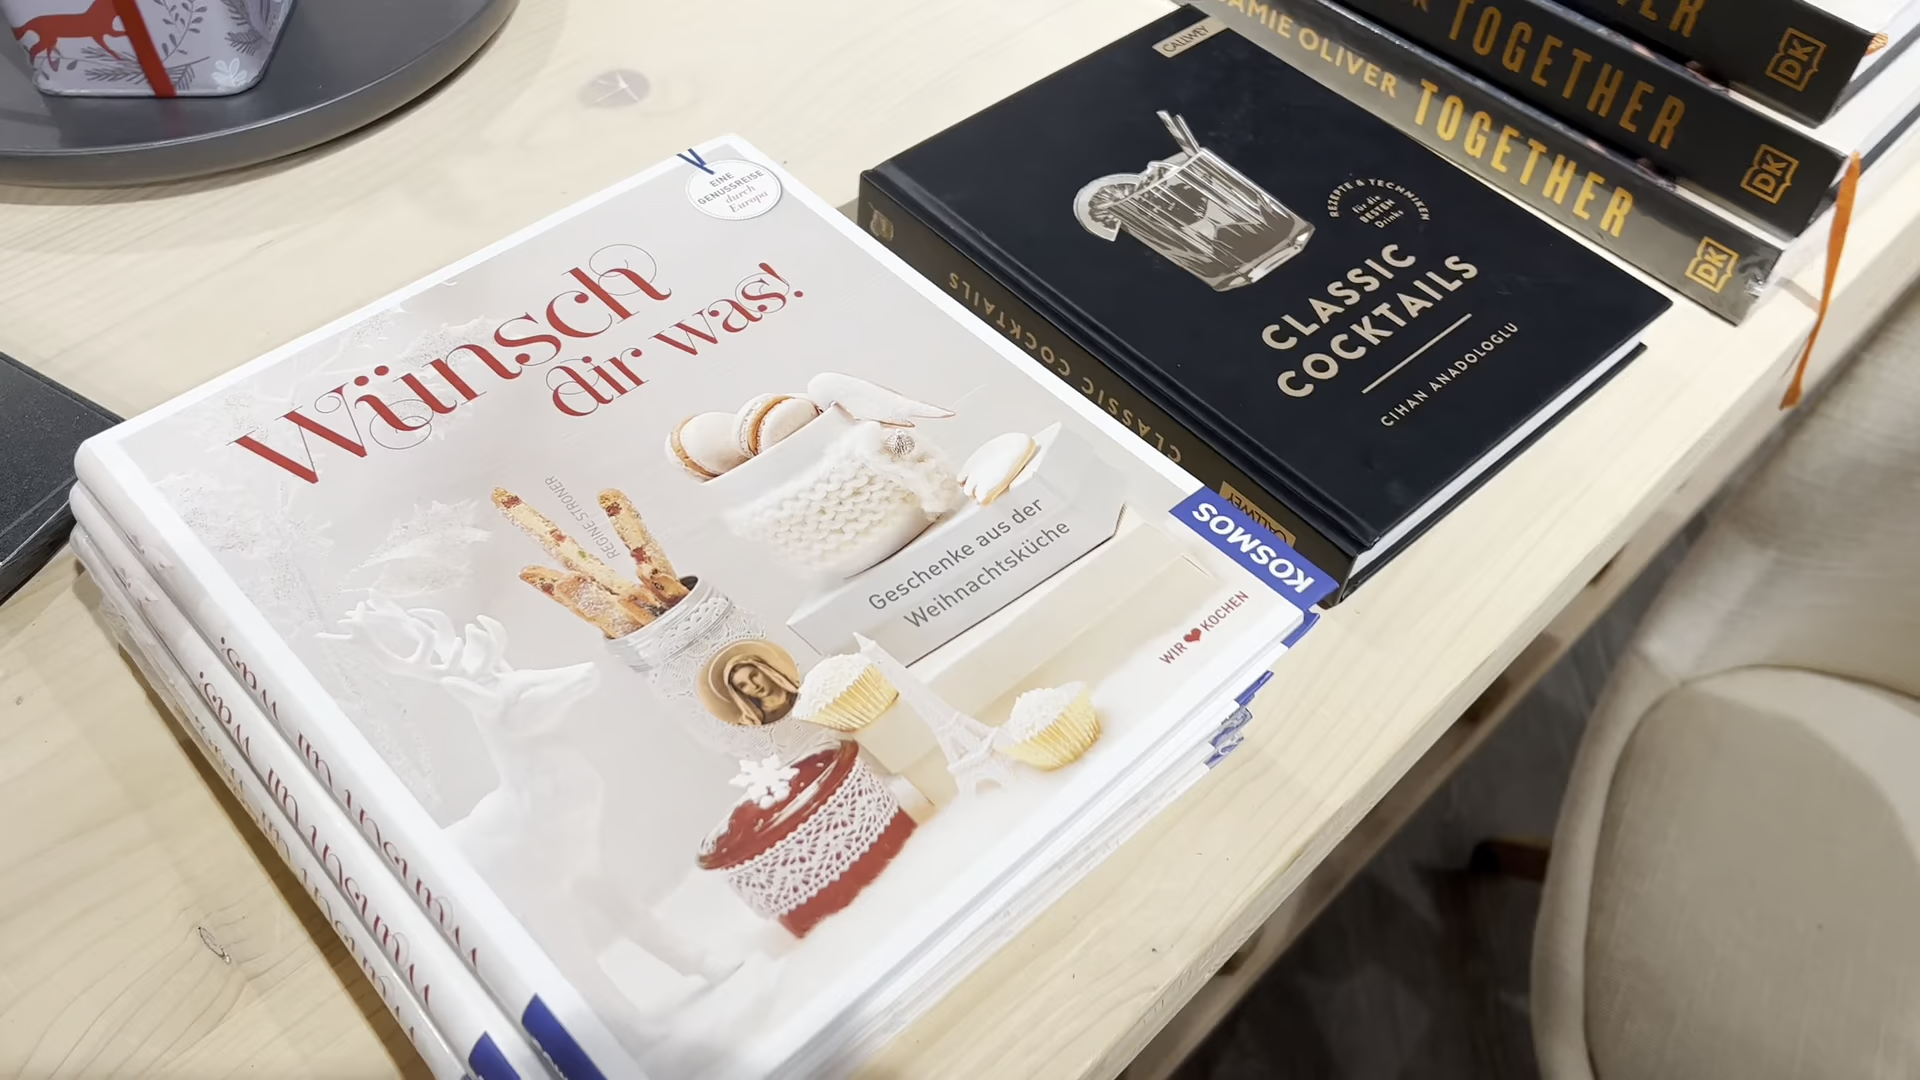 EINE
GENUSSREISE
durch
Europa
Wünsch
dir was!
REGINE STRONER
Geschenke aus der
Weihnachtsküche
KOSMOS
WIR ❤ KOCHEN
CALLWEY
REZEPTE & TECHNIKEN
für die
BESTEN
Drinks
CLASSIC
COCKTAILS
CIHAN ANADOLOGLU
CLASSIC COCKTAILS
CALLWEY
JAMIE OLIVER TOGETHER
DK
TOGETHER
DK
DK